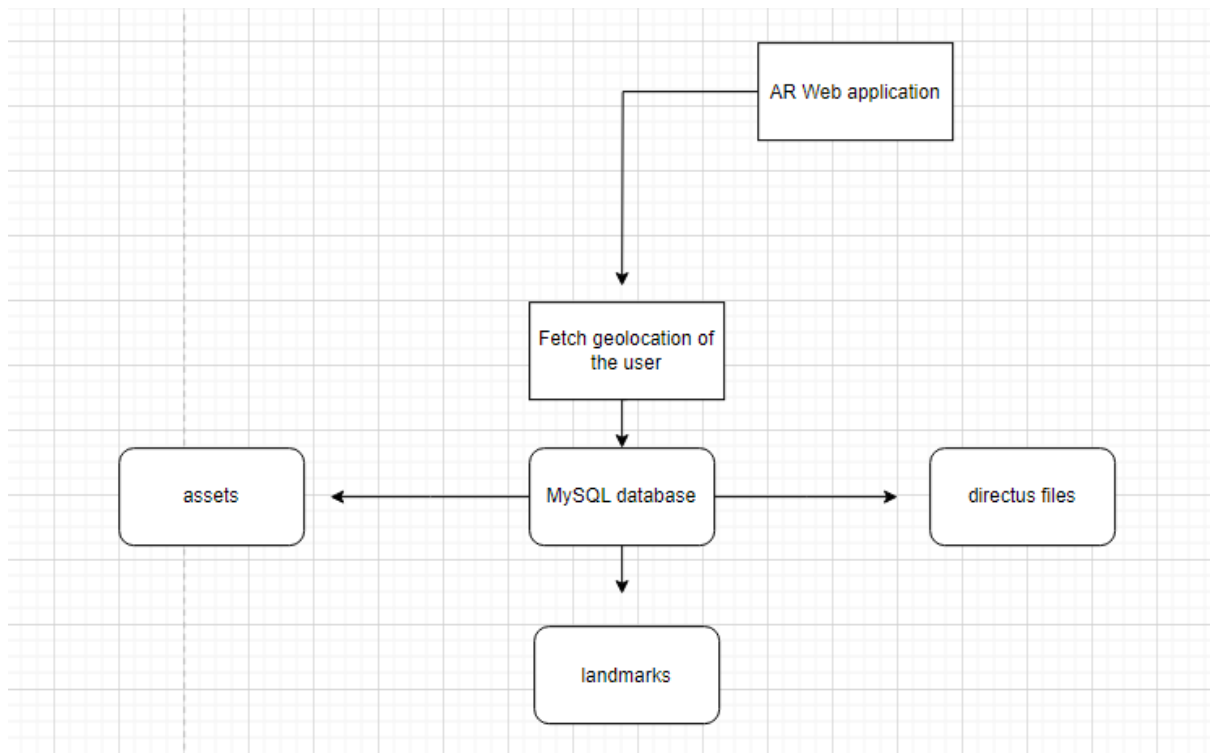 AR Web application
Fetch geolocation of
the user
assets
MySQL database
directus files
landmarks